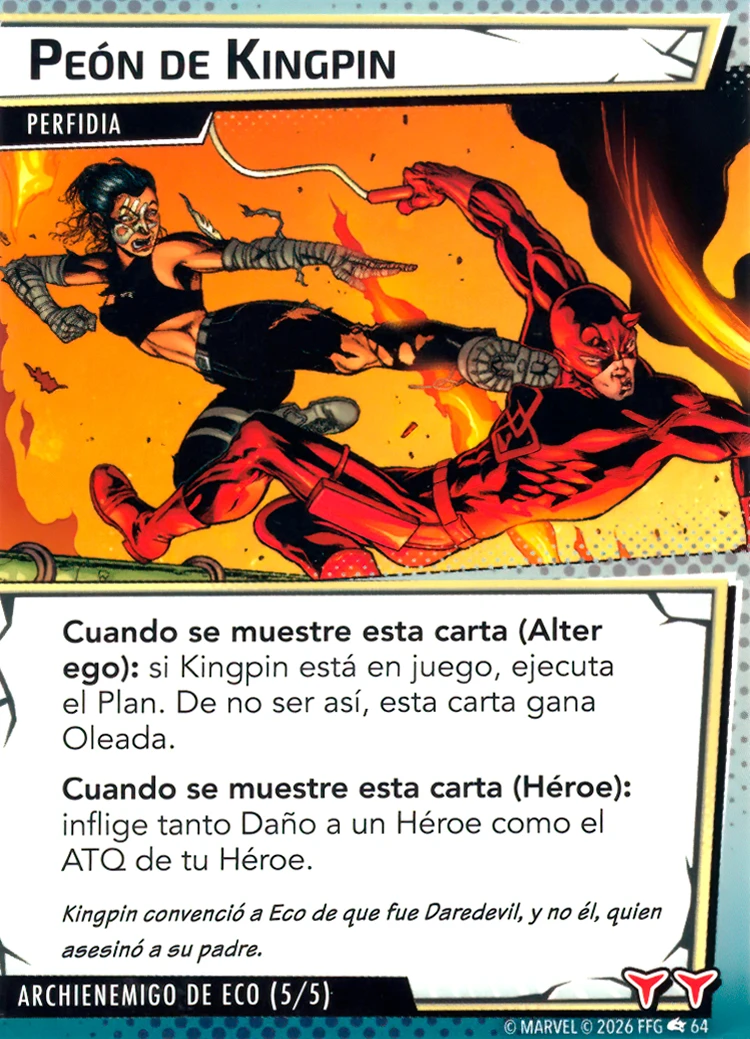 PEÓN DE KINGPIN
PERFIDIA
Cuando se muestre esta carta (Alter
ego): si Kingpin está en juego, ejecuta
el Plan. De no ser así, esta carta gana
Oleada.
Cuando se muestre esta carta (Héroe):
inflige tanto Daño a un Héroe como el
ATQ de tu Héroe.
Kingpin convenció a Eco de que fue Daredevil, y no él, quien
asesinó a su padre.
ARCHIENEMIGO DE ECO (5/5)
© MARVEL © 2026 FFG 64